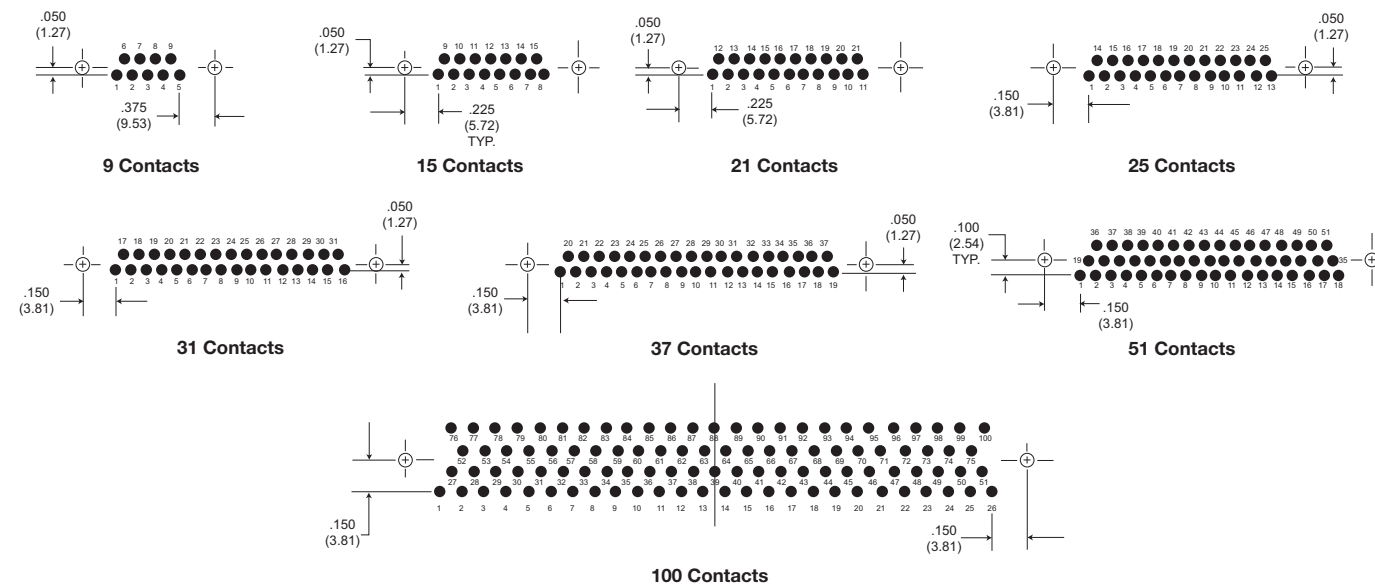 .050
(1.27)
6 7 8 9
1 2 3 4 5
.375
(9.53)
9 Contacts
.050
(1.27)
9 10 11 12 13 14 15
1 2 3 4 5 6 7 8
.225
(5.72)
TYP.
15 Contacts
.050
(1.27)
12 13 14 15 16 17 18 19 20 21
1 2 3 4 5 6 7 8 9 10 11
.225
(5.72)
21 Contacts
.050
(1.27)
14 15 16 17 18 19 20 21 22 23 24 25
1 2 3 4 5 6 7 8 9 10 11 12 13
.150
(3.81)
25 Contacts
.050
(1.27)
17 18 19 20 21 22 23 24 25 26 27 28 29 30 31
1 2 3 4 5 6 7 8 9 10 11 12 13 14 15 16
.150
(3.81)
31 Contacts
.050
(1.27)
20 21 22 23 24 25 26 27 28 29 30 31 32 33 34 35 36 37
1 2 3 4 5 6 7 8 9 10 11 12 13 14 15 16 17 18 19
.150
(3.81)
37 Contacts
.100
(2.54)
TYP.
36 37 38 39 40 41 42 43 44 45 46 47 48 49 50 51
19 35
1 2 3 4 5 6 7 8 9 10 11 12 13 14 15 16 17 18
.150
(3.81)
51 Contacts
76 77 78 79 80 81 82 83 84 85 86 87 88 89 90 91 92 93 94 95 96 97 98 99 100
52 53 54 55 56 57 58 59 60 61 62 63 64 65 66 67 68 69 70 71 72 73 74 75
27 28 29 30 31 32 33 34 35 36 37 38 39 40 41 42 43 44 45 46 47 48 49 50 51
1 2 3 4 5 6 7 8 9 10 11 12 13 14 15 16 17 18 19 20 21 22 23 24 25 26
.150
(3.81)
.150
(3.81)
100 Contacts